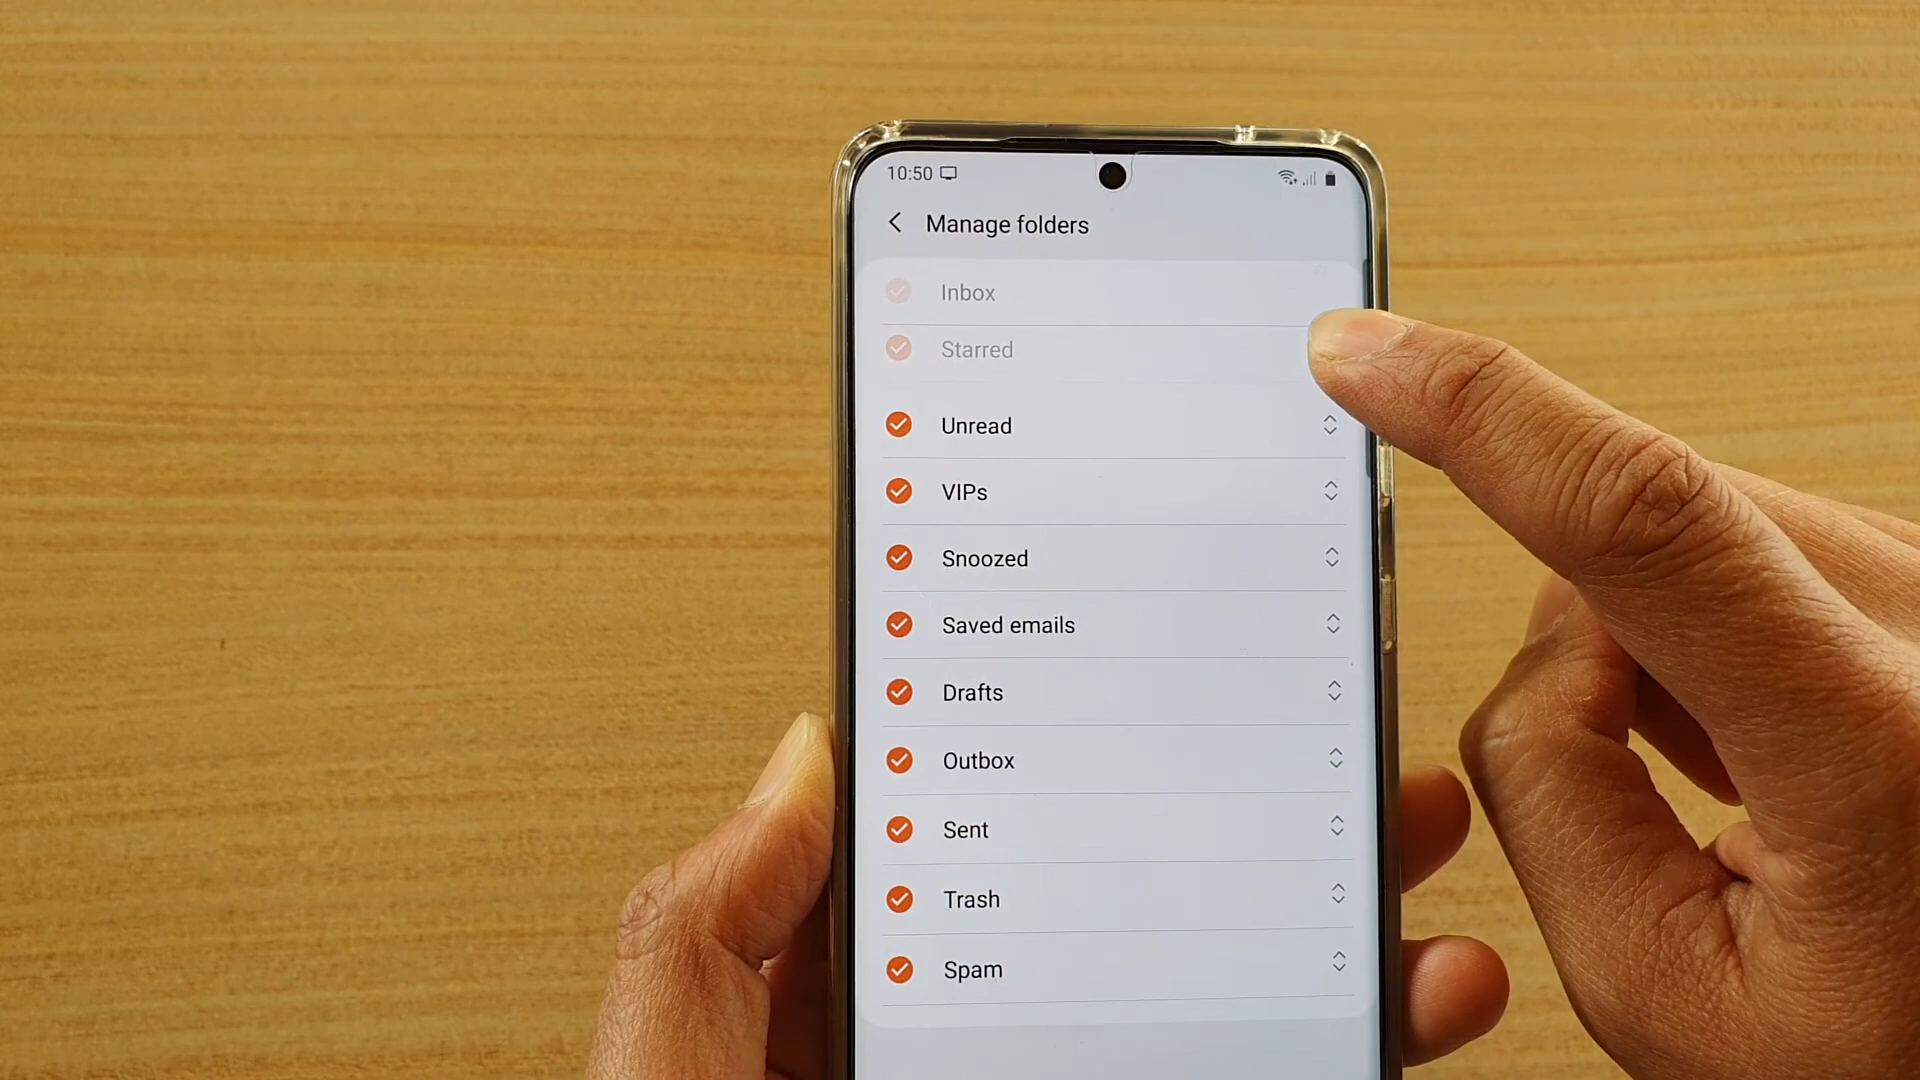 10:50
Manage folders
Inbox
Starred
Unread
VIPs
Snoozed
Saved emails
Drafts
Outbox
Sent
Trash
Spam